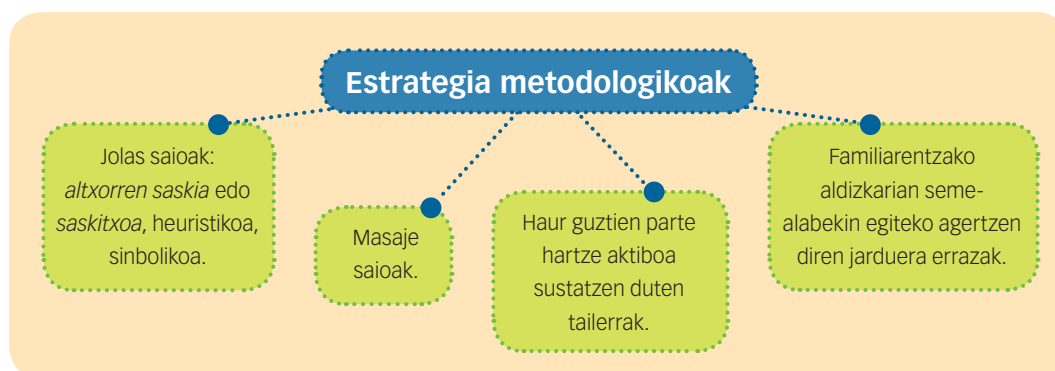 Estrategia metodologikoak
Jolas saioak:
altxorren saskia edo
saskitxoa, heuristikoa,
sinbolikoa.
Masaje
saioak.
Haur guztien parte
hartze aktiboa
sustatzen duten
tailerrak.
Familiarentzako
aldizkarian seme-
alabekin egiteko agertzen
diren jarduera errazak.